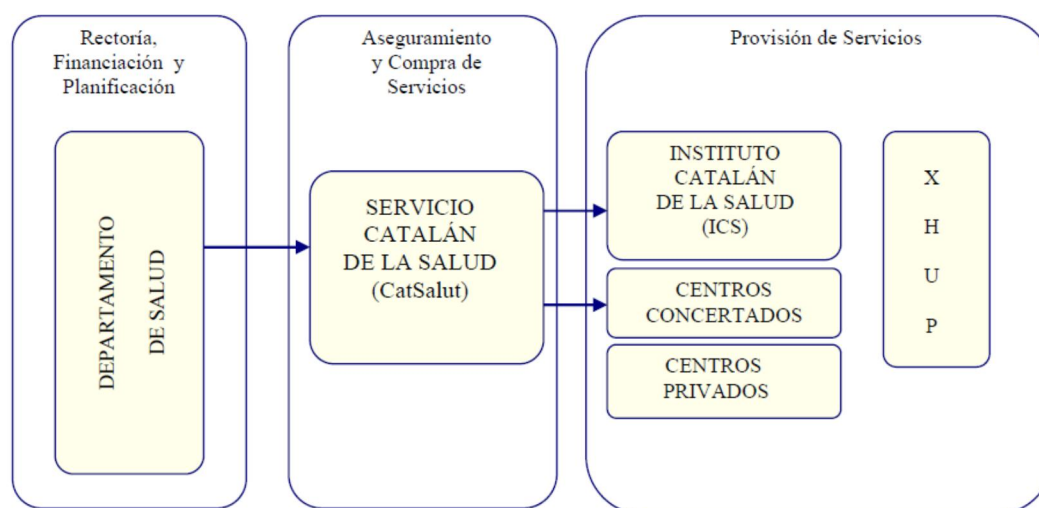 Rectoría,
Financiación y
Planificación
DEPARTAMENTO
DE SALUD
Aseguramiento
y Compra de
Servicios
SERVICIO
CATALÁN
DE LA SALUD
(CatSalut)
Provisión de Servicios
INSTITUTO
CATALÁN
DE LA SALUD
(ICS)
CENTROS
CONCERTADOS
CENTROS
PRIVADOS
X
H
U
P